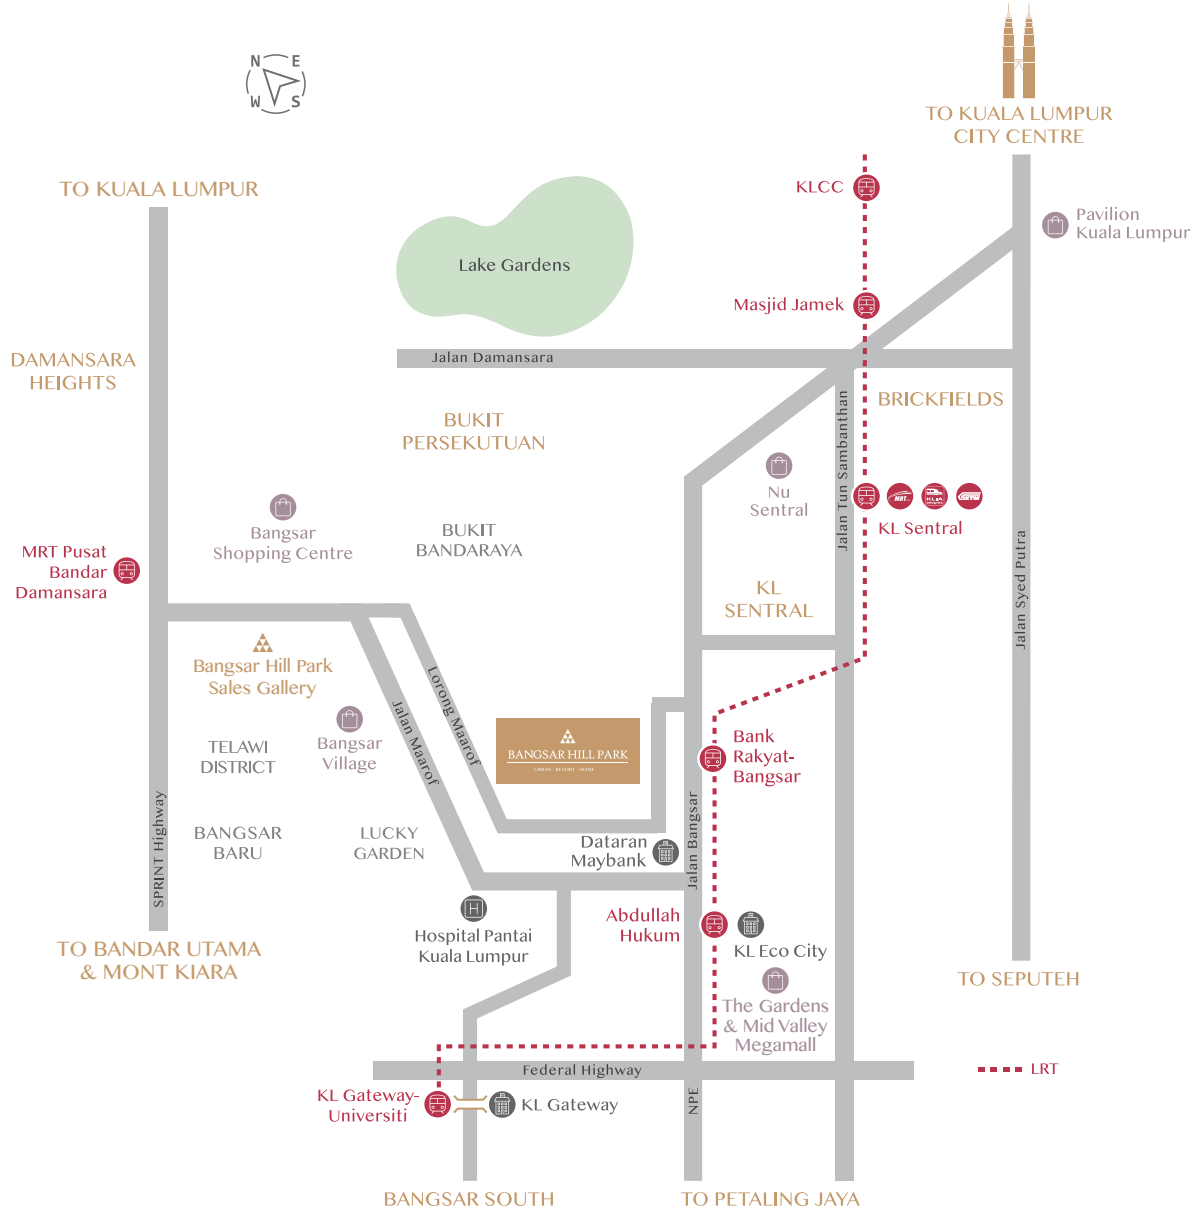 N E
W S
TO KUALA LUMPUR
CITY CENTRE
TO KUALA LUMPUR
KLCC
Pavilion
Kuala Lumpur
Lake Gardens
Masjid Jamek
Jalan Damansara
DAMANSARA
HEIGHTS
BRICKFIELDS
BUKIT
PERSEKUTUAN
Jalan Tun Sambanthan
Nu
Sentral
MRT
KLIA
KL Sentral
Bangsar
Shopping Centre
BUKIT
BANDARAYA
MRT Pusat
Bandar
Damansara
Jalan Syed Putra
KL
SENTRAL
Bangsar Hill Park
Sales Gallery
Lorong Maarof
Jalan Maarof
BANGSAR HILL PARK
URBAN · RESORT · HOME
TELAWI
DISTRICT
Bangsar
Village
Bank
Rakyat-
Bangsar
SPRINT Highway
BANGSAR
BARU
LUCKY
GARDEN
Dataran
Maybank
Jalan Bangsar
H
Hospital Pantai
Kuala Lumpur
Abdullah
Hukum
KL Eco City
TO BANDAR UTAMA
& MONT KIARA
TO SEPUTEH
The Gardens
& Mid Valley
Megamall
Federal Highway
LRT
NPE
KL Gateway-
Universiti
KL Gateway
BANGSAR SOUTH
TO PETALING JAYA